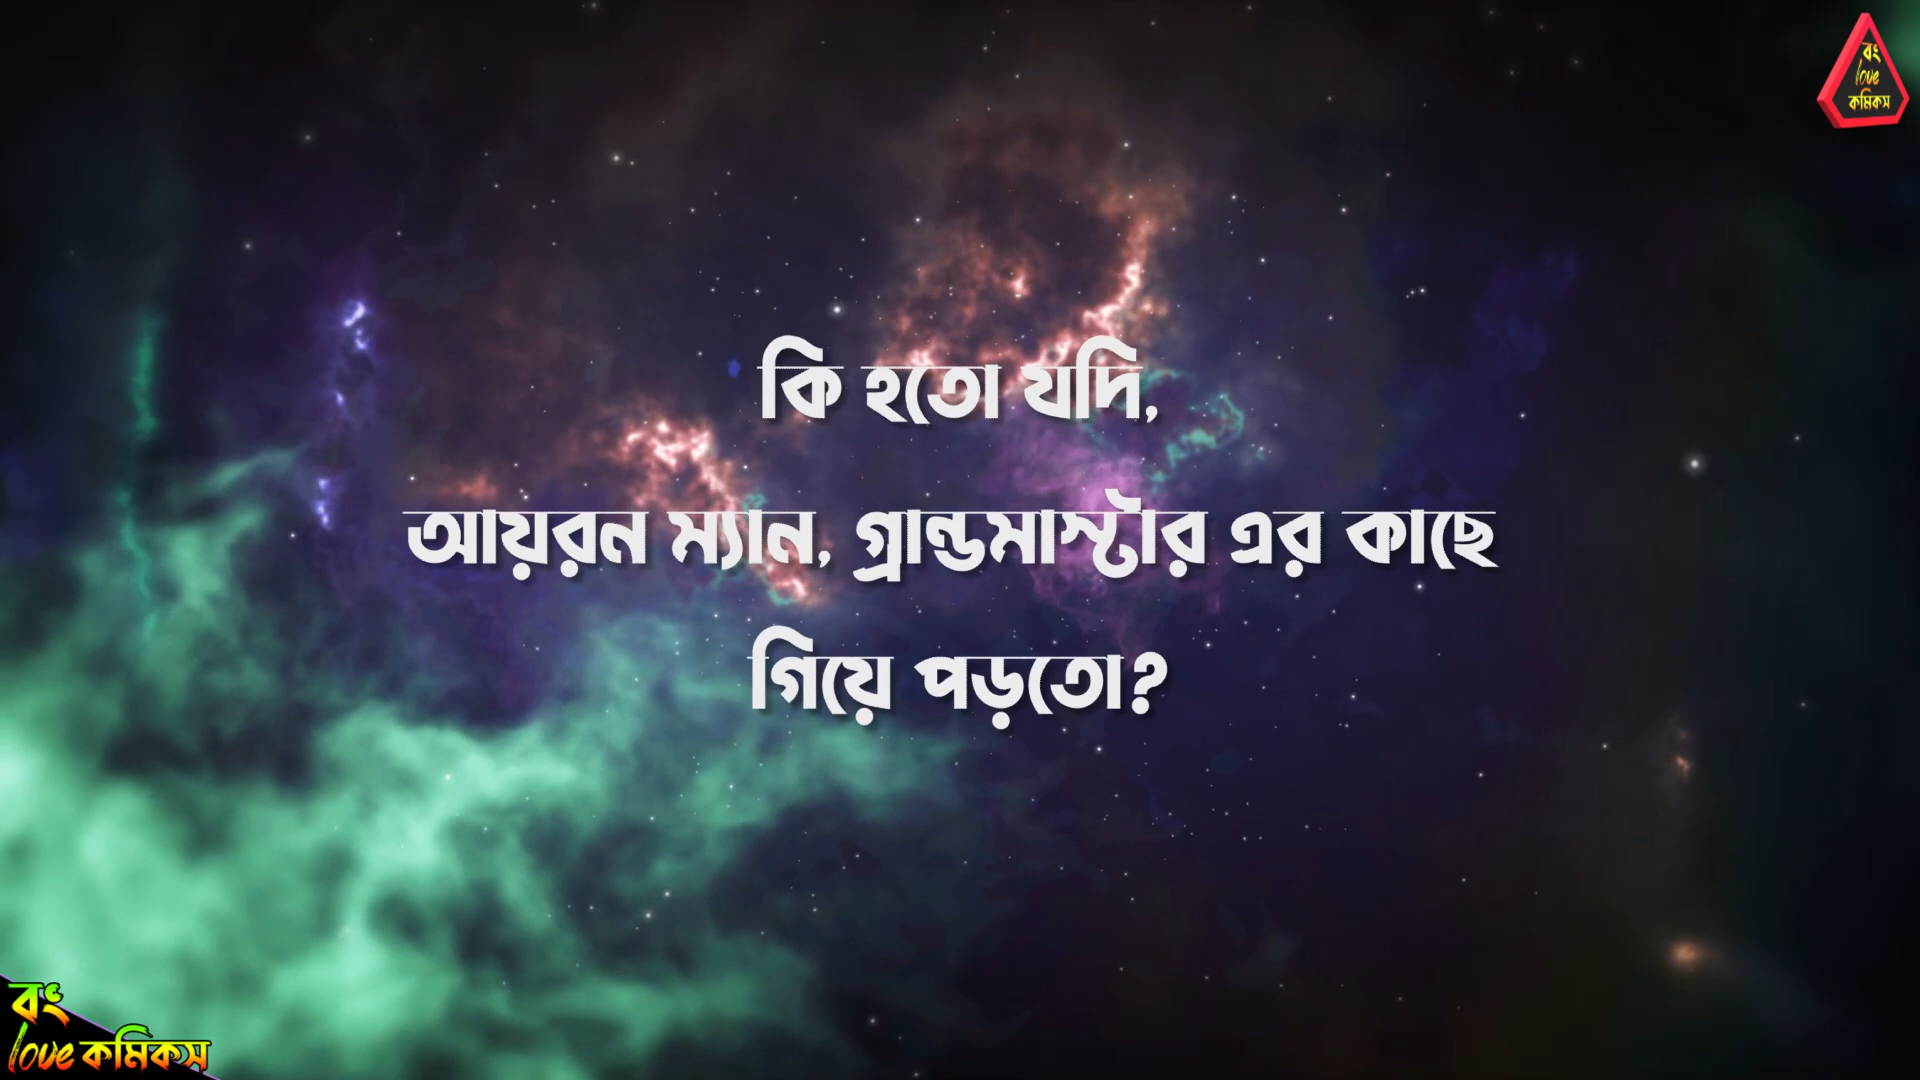 বং
love
কমিকস
কি হতো যদি,
আয়রন ম্যান, গ্রান্ডমাস্টার এর কাছে
গিয়ে পড়তো?
বং
love কমিকস